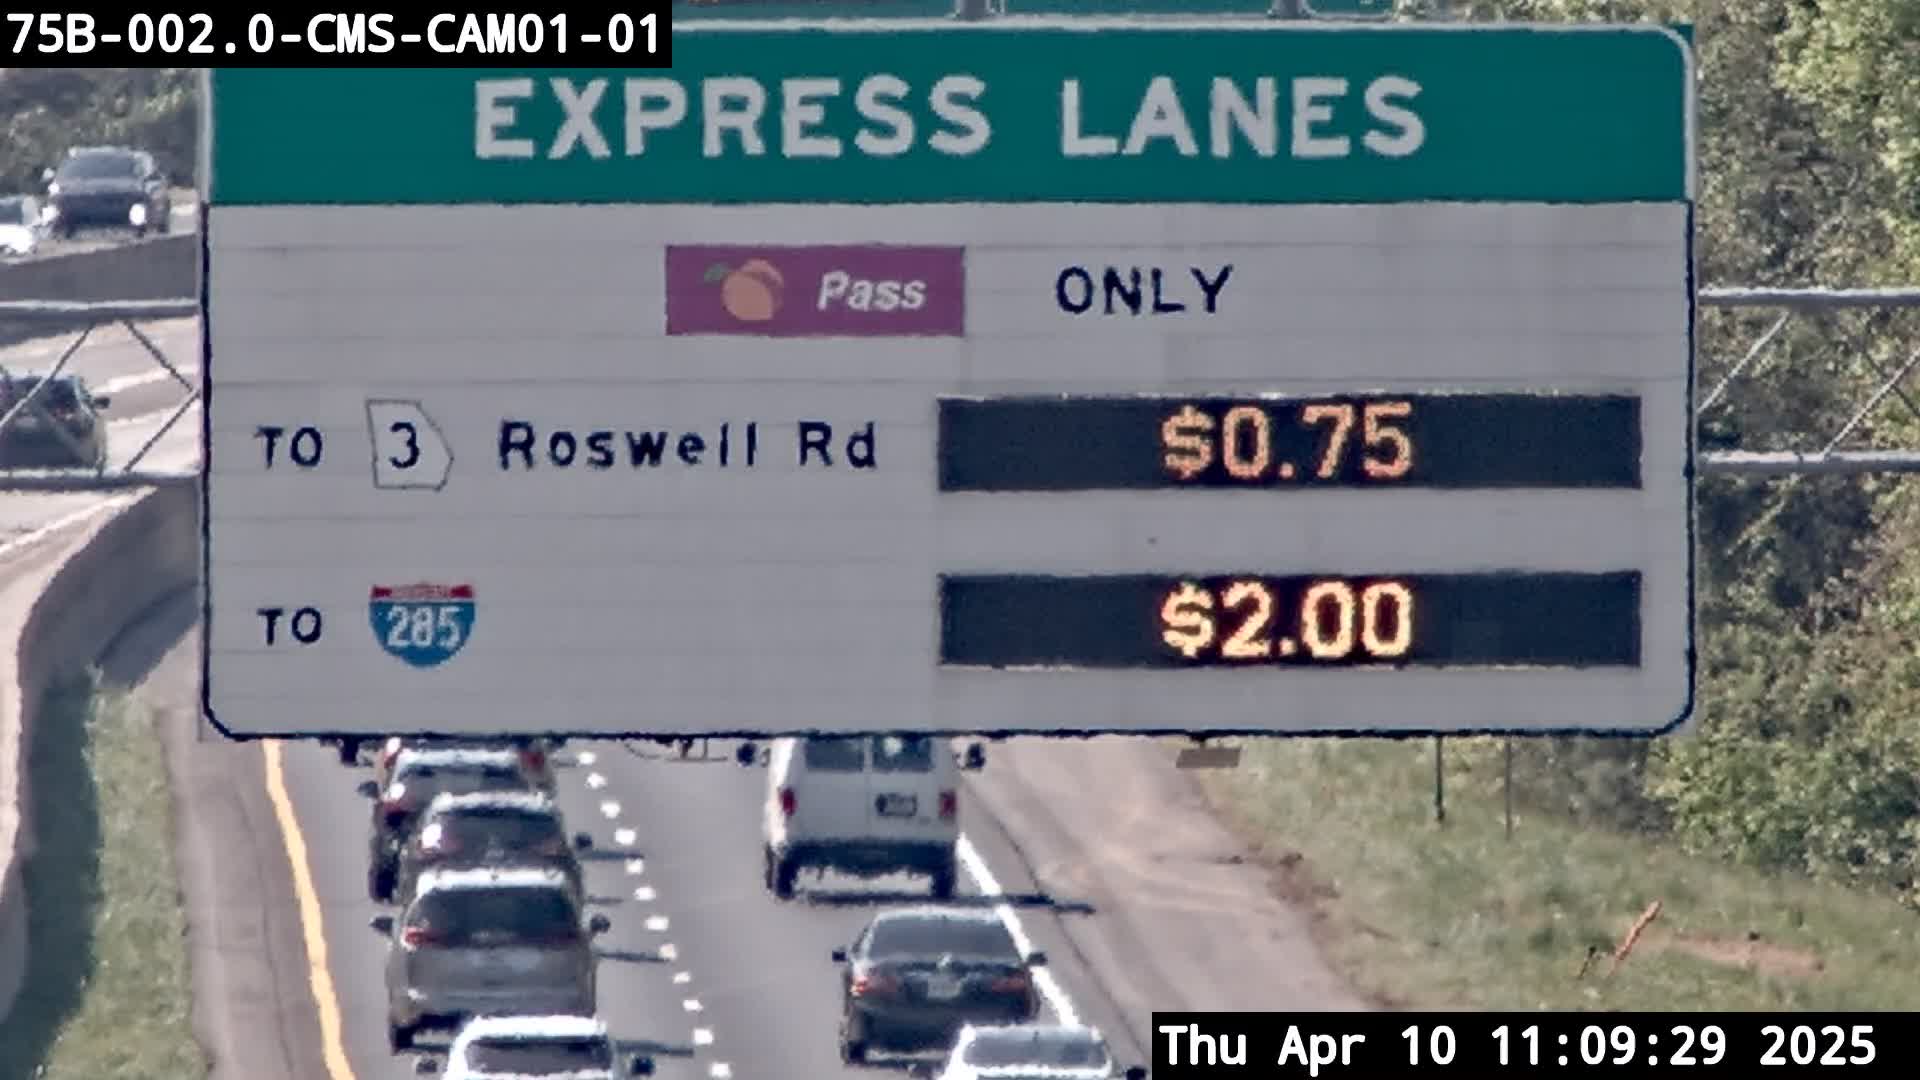 75B-002.0-CMS-CAM01-01
EXPRESS LANES
Pass ONLY
TO 3 Roswell Rd $0.75
TO 285 $2.00
Thu Apr 10 11:09:29 2025